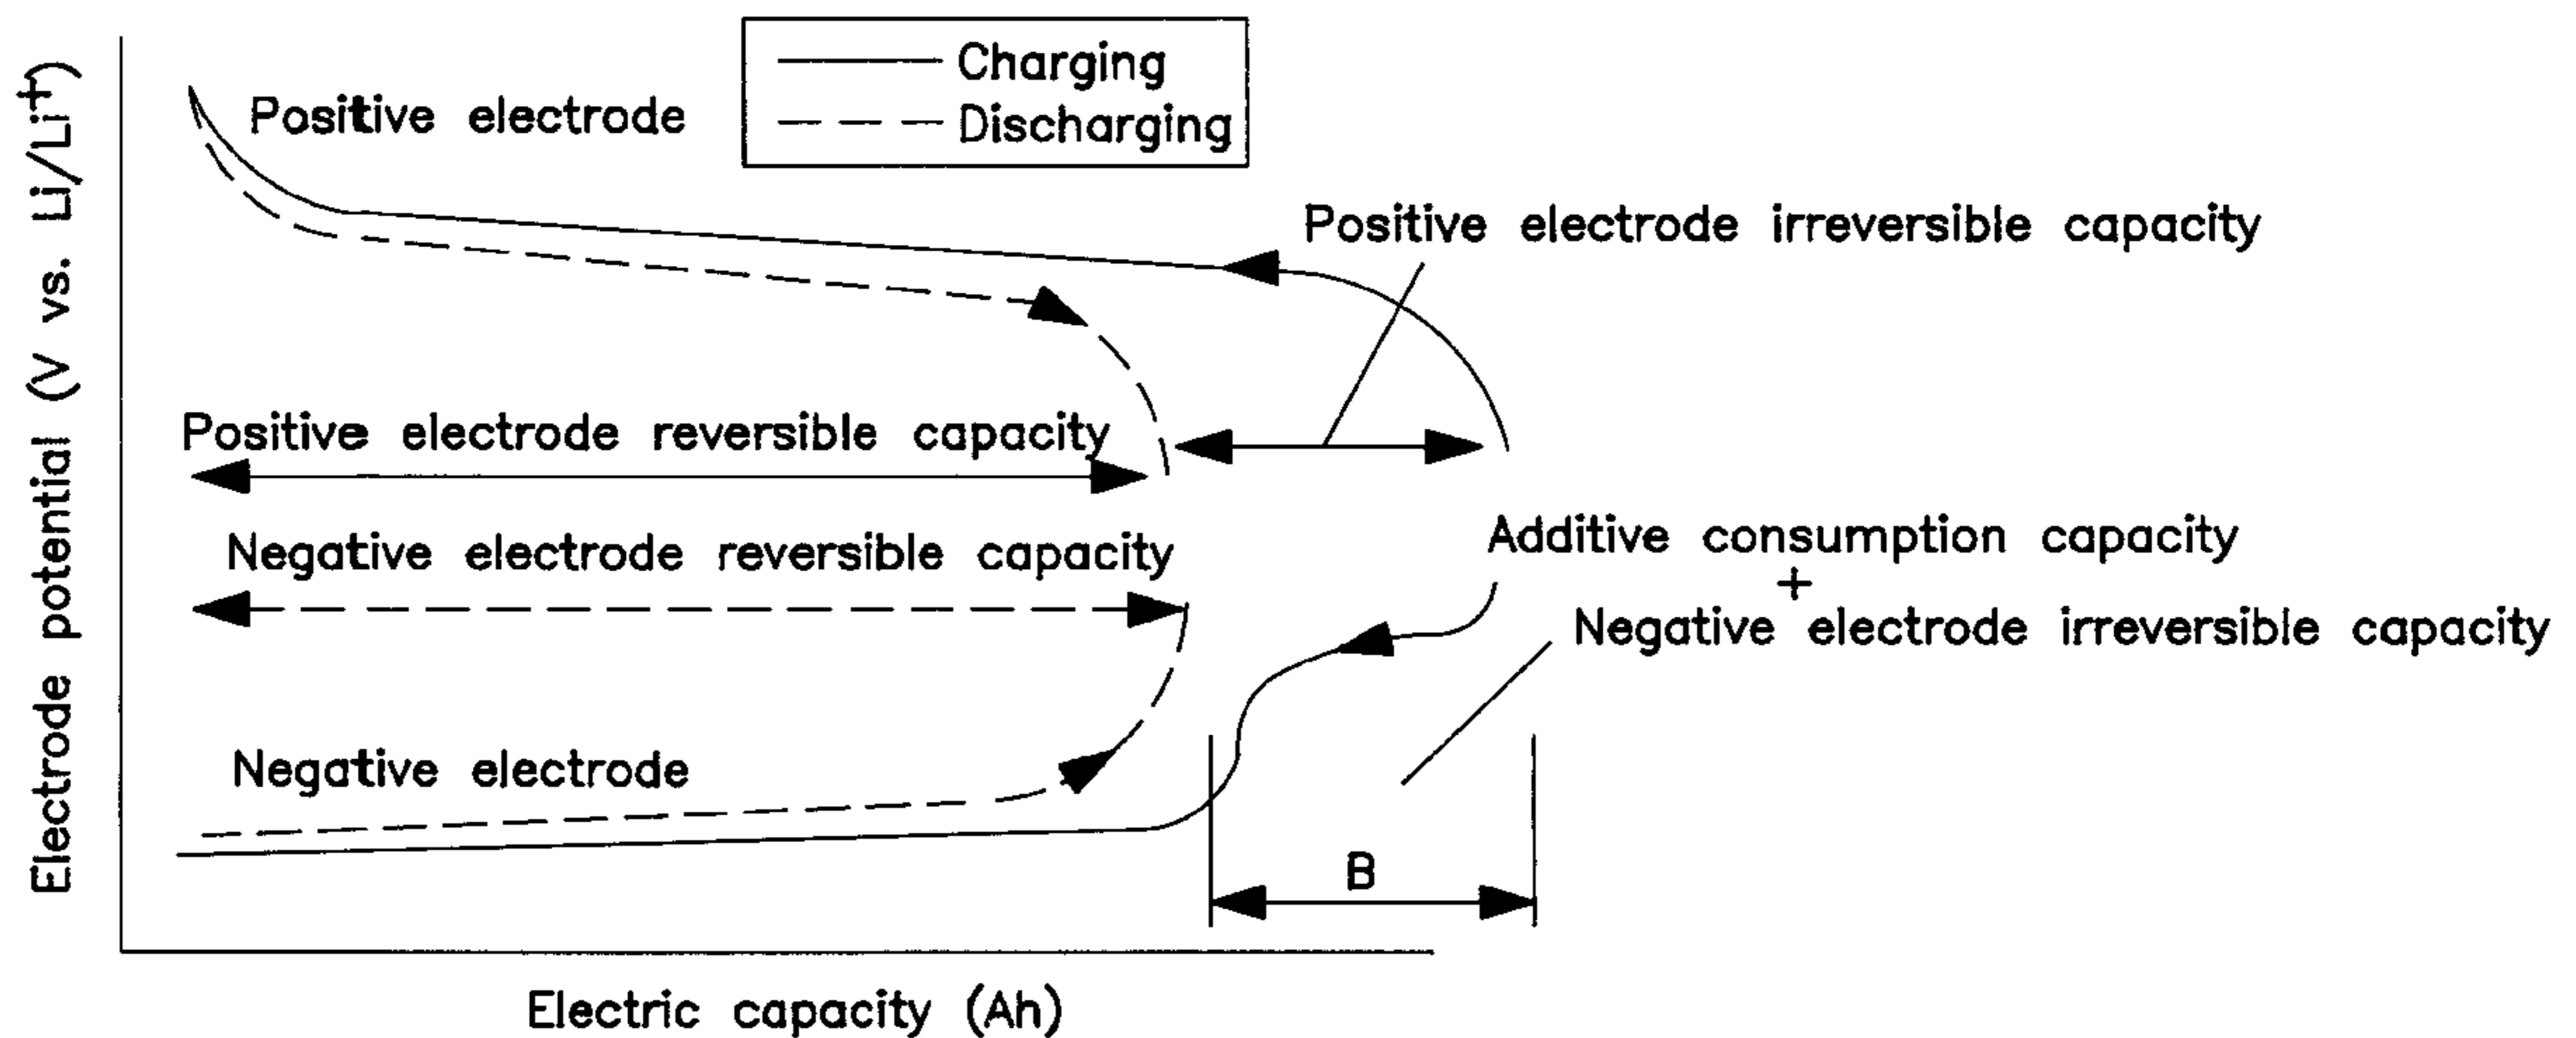 Charging
Discharging
Positive electrode
Positive electrode irreversible capacity
Positive electrode reversible capacity
Negative electrode reversible capacity
Additive consumption capacity
+
Negative electrode irreversible capacity
Negative electrode
B
Electrode potential (V vs. Li/Li+)
Electric capacity (Ah)